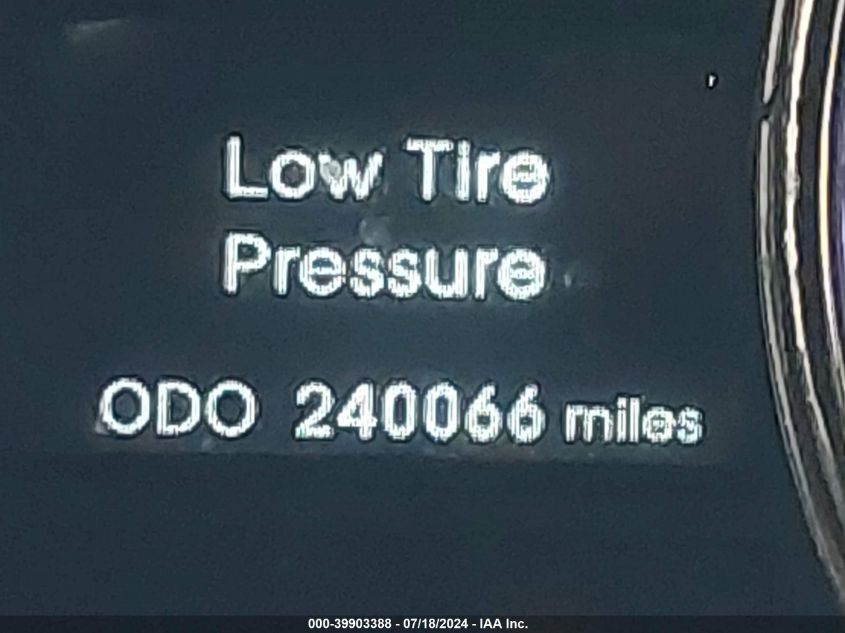 Low Tire
Pressure
ODO 240066 miles
000-39903388 - 07/18/2024 - IAA Inc.